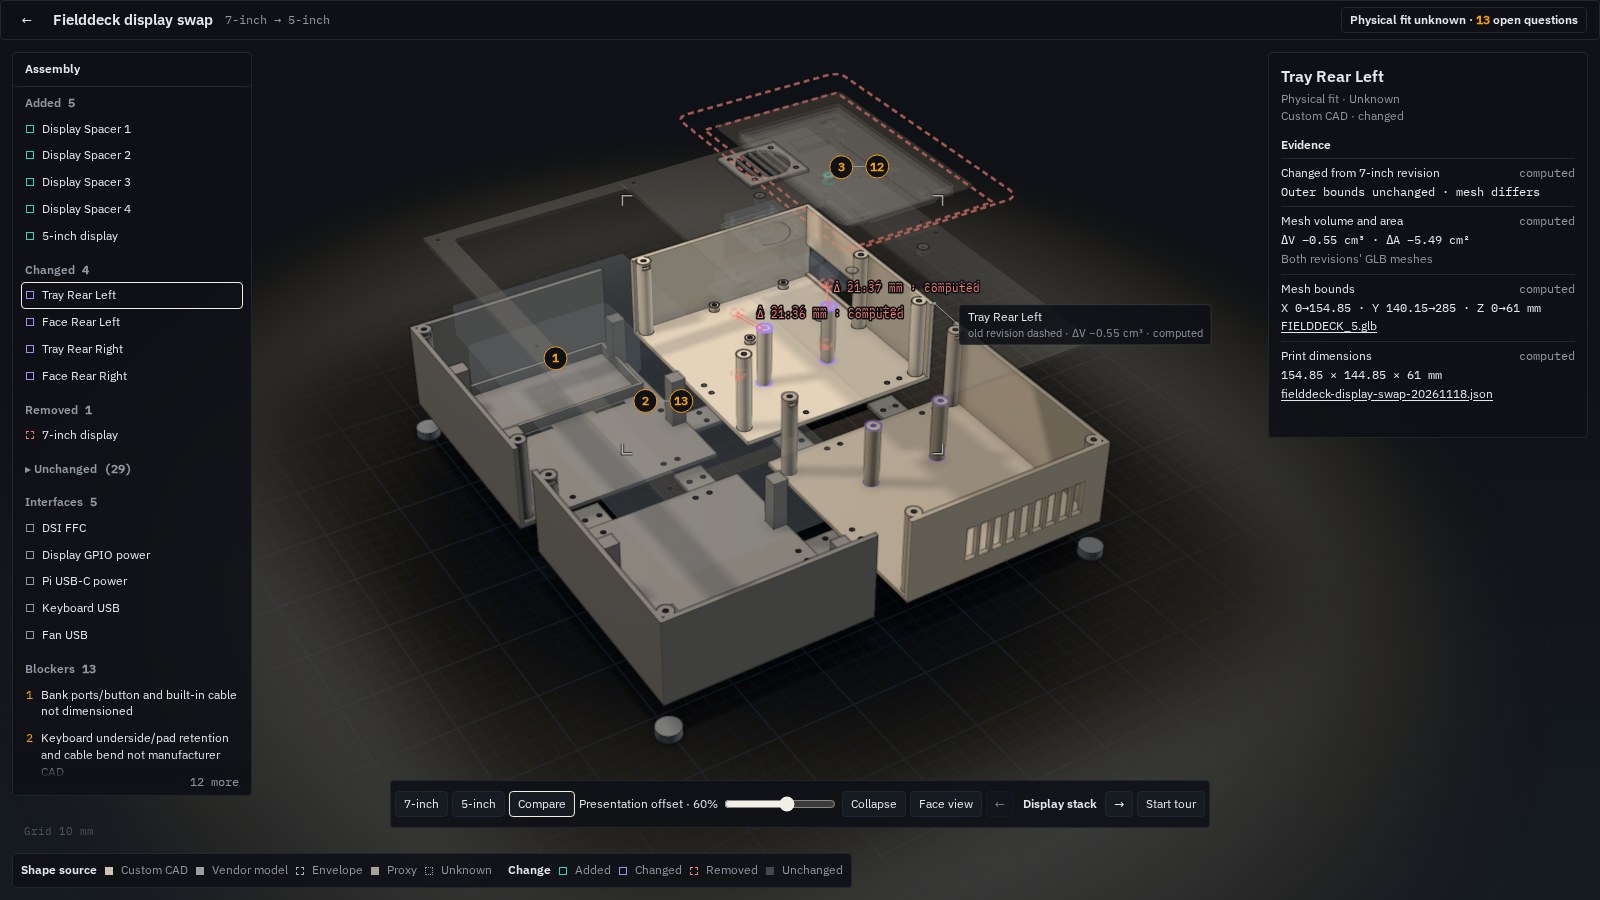 ← Fielddeck display swap 7-inch → 5-inch
Physical fit unknown · 13 open questions
Assembly
Added 5
Display Spacer 1
Display Spacer 2
Display Spacer 3
Display Spacer 4
5-inch display
Changed 4
Tray Rear Left
Face Rear Left
Tray Rear Right
Face Rear Right
Removed 1
7-inch display
▸ Unchanged (29)
Interfaces 5
DSI FFC
Display GPIO power
Pi USB-C power
Keyboard USB
Fan USB
Blockers 13
1 Bank ports/button and built-in cable
not dimensioned
2 Keyboard underside/pad retention
and cable bend not manufacturer
CAD
12 more
Grid 10 mm
3 12
Δ 21.37 mm · computed
Δ 21.36 mm · computed
Tray Rear Left
old revision dashed · ΔV −0.55 cm³ · computed
1
2 13
Tray Rear Left
Physical fit · Unknown
Custom CAD · changed
Evidence
Changed from 7-inch revision computed
Outer bounds unchanged · mesh differs
Mesh volume and area computed
ΔV −0.55 cm³ · ΔA −5.49 cm²
Both revisions' GLB meshes
Mesh bounds computed
X 0→154.85 · Y 140.15→285 · Z 0→61 mm
FIELDDECK_5.glb
Print dimensions computed
154.85 × 144.85 × 61 mm
fielddeck-display-swap-20261118.json
7-inch 5-inch Compare Presentation offset · 60% Collapse Face view ← Display stack → Start tour
Shape source Custom CAD Vendor model Envelope Proxy Unknown Change Added Changed Removed Unchanged